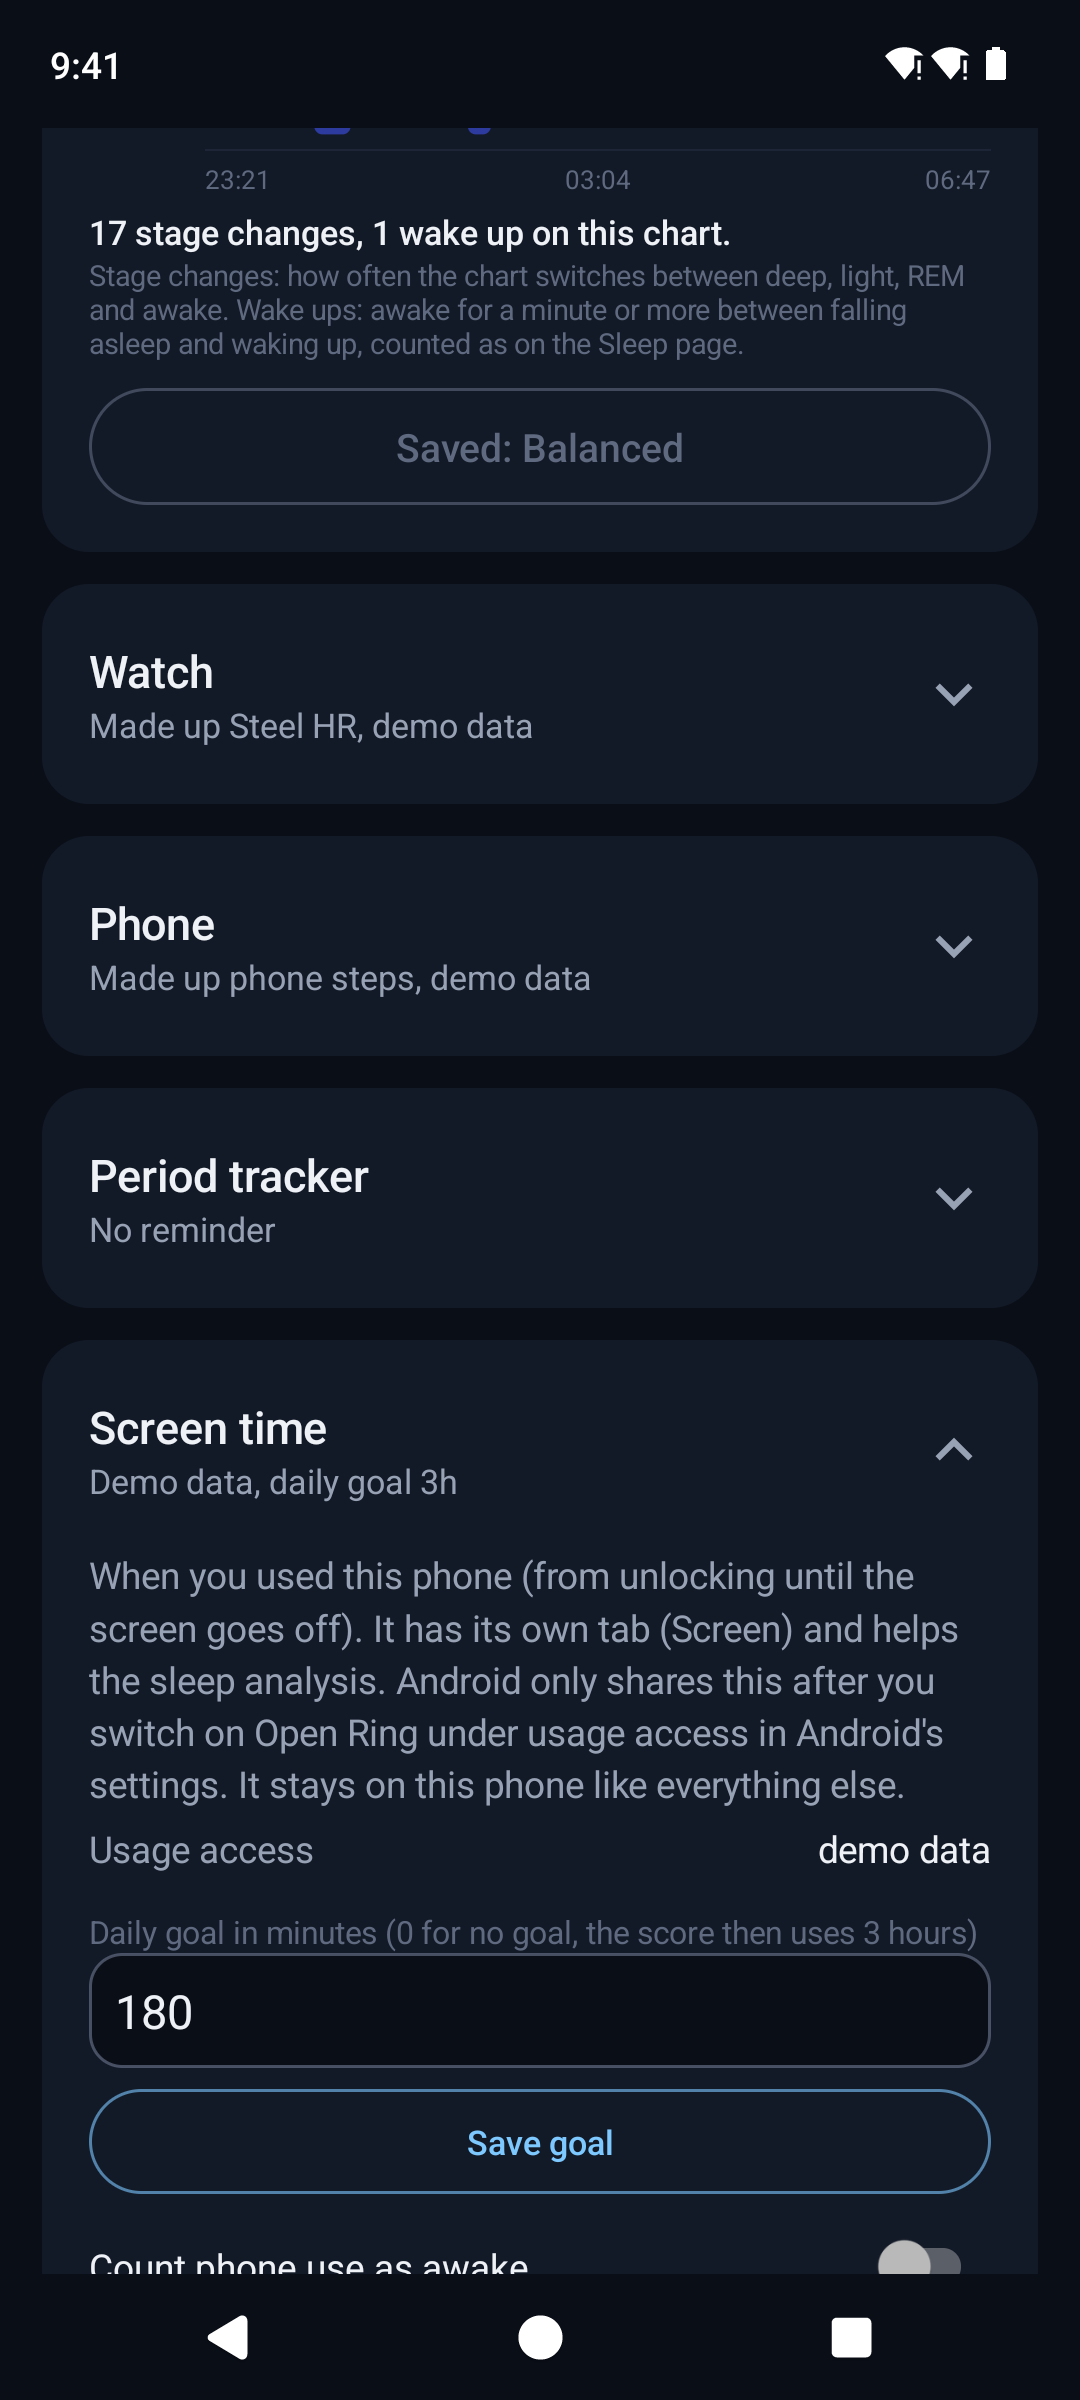 9:41
23:21 03:04 06:47
17 stage changes, 1 wake up on this chart.
Stage changes: how often the chart switches between deep, light, REM
and awake. Wake ups: awake for a minute or more between falling
asleep and waking up, counted as on the Sleep page.
Saved: Balanced
Watch
Made up Steel HR, demo data
Phone
Made up phone steps, demo data
Period tracker
No reminder
Screen time
Demo data, daily goal 3h
When you used this phone (from unlocking until the
screen goes off). It has its own tab (Screen) and helps
the sleep analysis. Android only shares this after you
switch on Open Ring under usage access in Android's
settings. It stays on this phone like everything else.
Usage access demo data
Daily goal in minutes (0 for no goal, the score then uses 3 hours)
180
Save goal
Count phone use as awake